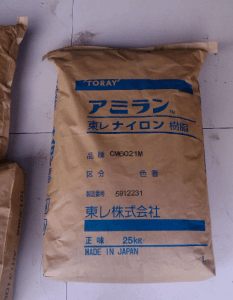 "TORAY"
アミラン
東レ ナイロン 樹脂
品種 CM6021M
区分 色番
製造番号 5912231
東レ株式会社
正味 25kg
MADE IN JAPAN